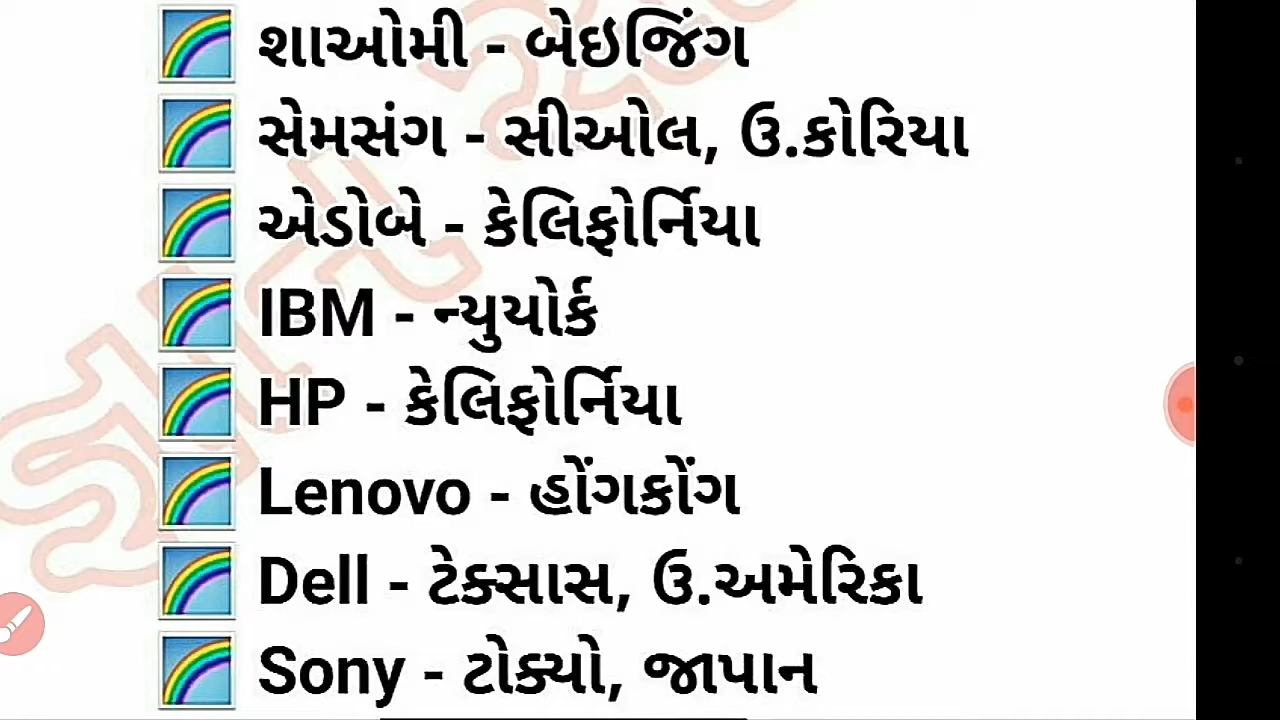 શાઓમી - બેઇજિંગ
સેમસંગ - સીઓલ, ઉ.કોરિયા
એડોબે - કેલિફોર્નિયા
IBM - ન્યુયોર્ક
HP - કેલિફોર્નિયા
Lenovo - હોંગકોંગ
Dell - ટેક્સાસ, ઉ.અમેરિકા
Sony - ટોક્યો, જાપાન